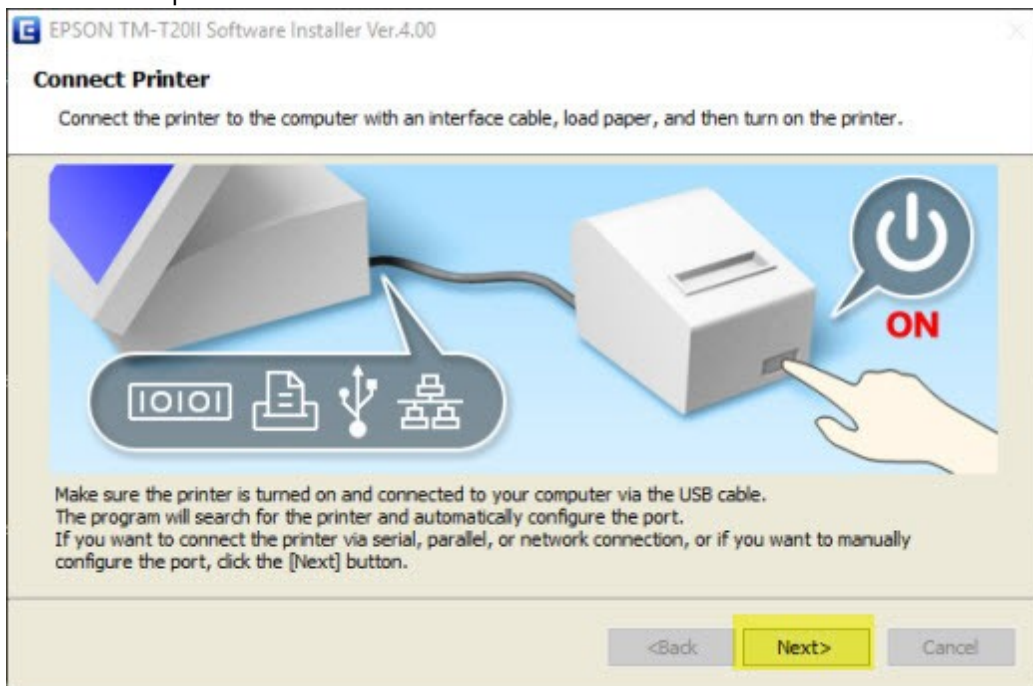 EPSON TM-T20II Software Installer Ver.4.00
Connect Printer
Connect the printer to the computer with an interface cable, load paper, and then turn on the printer.
IOIOI
ON
Make sure the printer is turned on and connected to your computer via the USB cable.
The program will search for the printer and automatically configure the port.
If you want to connect the printer via serial, parallel, or network connection, or if you want to manually
configure the port, click the [Next] button.
<Back
Next>
Cancel